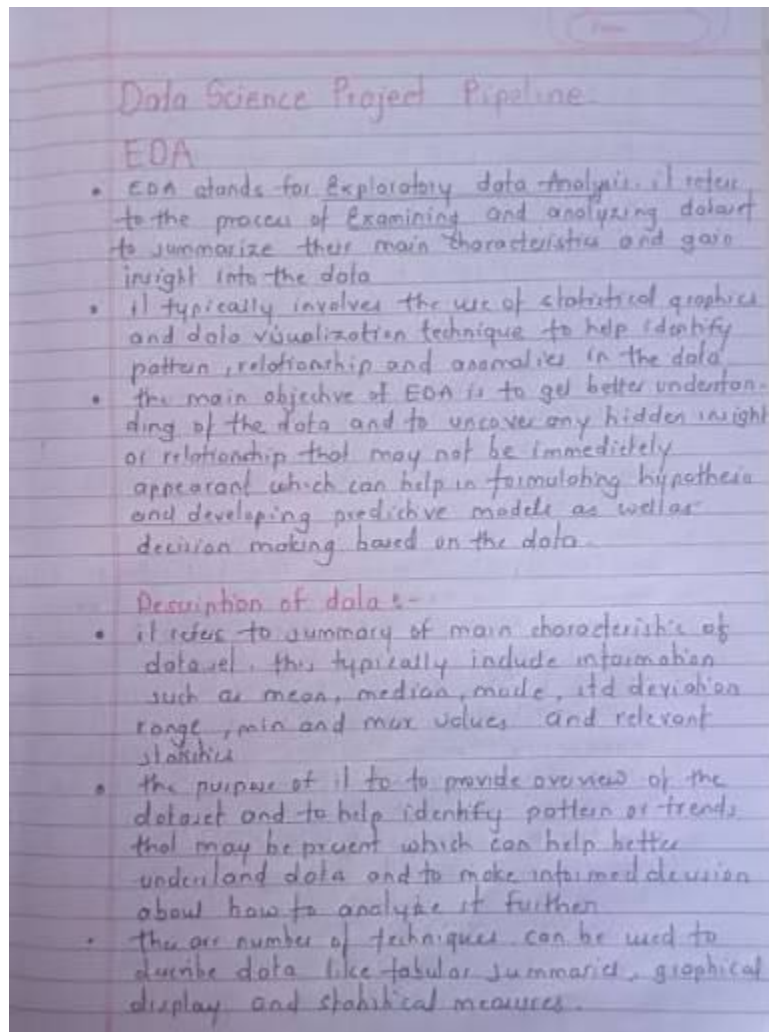 Data Science Project Pipeline
EDA
• EDA stands for Exploratory data Analysis. it refers
to the process of Examining and analyzing dataset
to summarize their main characteristics and gain
insight into the data
• it typically involves the use of statistical graphics
and data visualization technique to help identify
pattern, relationship and anomalies in the data
• the main objective of EDA is to get better understan-
ding of the data and to uncover any hidden insight
or relationship that may not be immedietely
appearant which can help in formulating hypothesis
and developing predictive models as well as
decision making based on the data.
Description of data :-
• it refers to summary of main characteristic of
dataset. this typically include information
such as mean, median, mode, std deviation
range, min and max values and relevant
statistics
• the purpose of it to to provide overview of the
dataset and to help identify pattern or trends
that may be present which can help better
understand data and to make informed decision
about how to analyze it further
• the are number of techniques can be used to
describe data like tabular summaries, graphical
display and statistical measures.